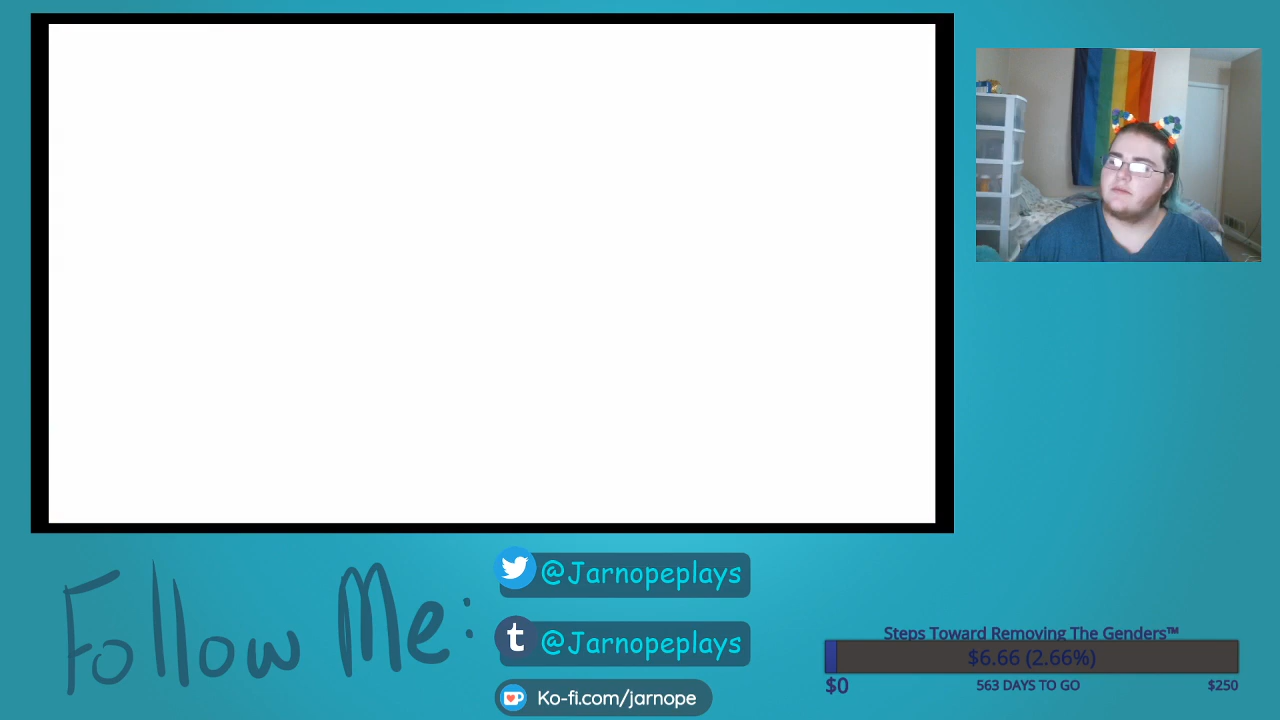 Follow Me:
@Jarnopeplays
t @Jarnopeplays
Ko-fi.com/jarnope
Steps Toward Removing The Genders™
$6.66 (2.66%)
$0 563 DAYS TO GO $250